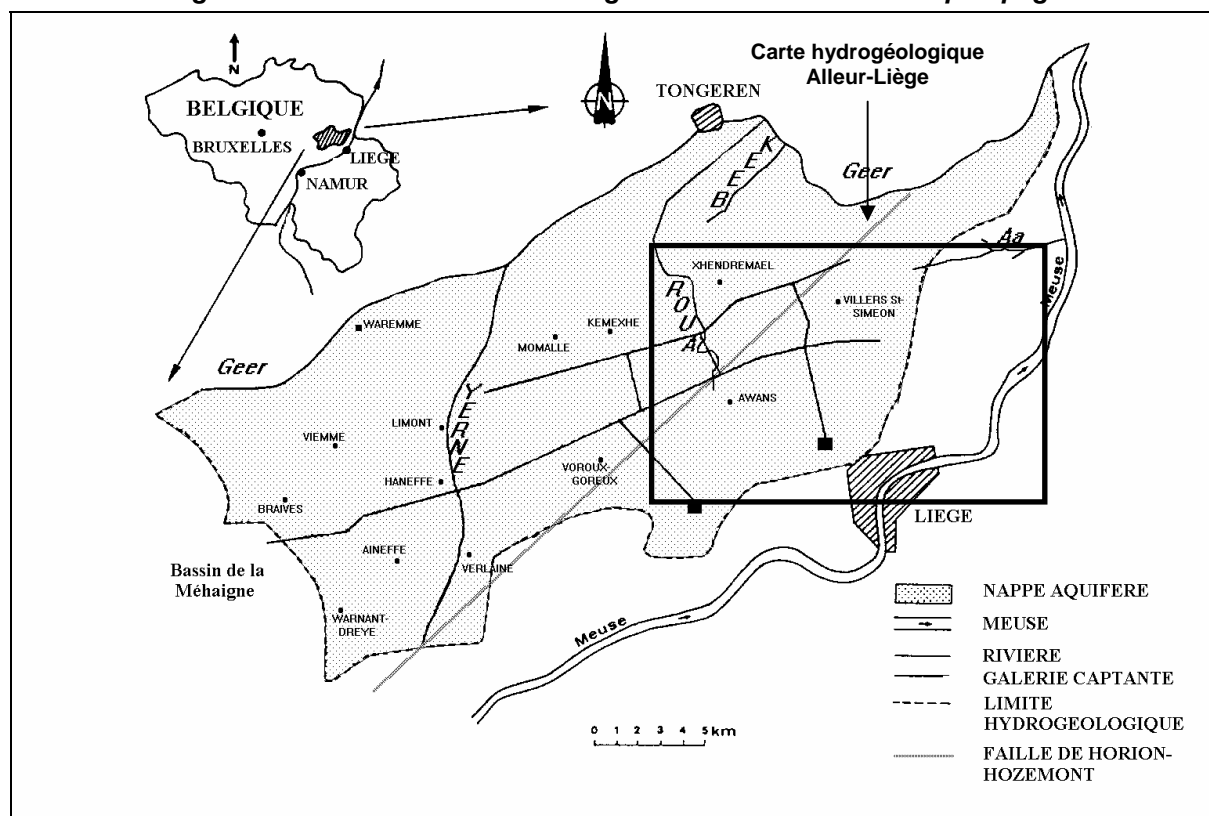 Carte hydrogéologique
Alleur-Liège
N
BELGIQUE
BRUXELLES
LIEGE
NAMUR
N
TONGEREN
BEEK
Geer
Aa
Meuse
XHENDREMAEL
ROUA
VILLERS St-
SIMEON
WAREMME
KEMEXHE
MOMALLE
Geer
AWANS
YERNE
LIMONT
VIEMME
VOROUX-
GOREUX
HANEFFE
BRAIVES
LIEGE
AINEFFE
VERLAINE
Bassin de la
Méhaigne
WARNANT-
DREYE
Meuse
NAPPE AQUIFERE
MEUSE
RIVIERE
GALERIE CAPTANTE
LIMITE
HYDROGEOLOGIQUE
FAILLE DE HORION-
HOZEMONT
0 1 2 3 4 5 km